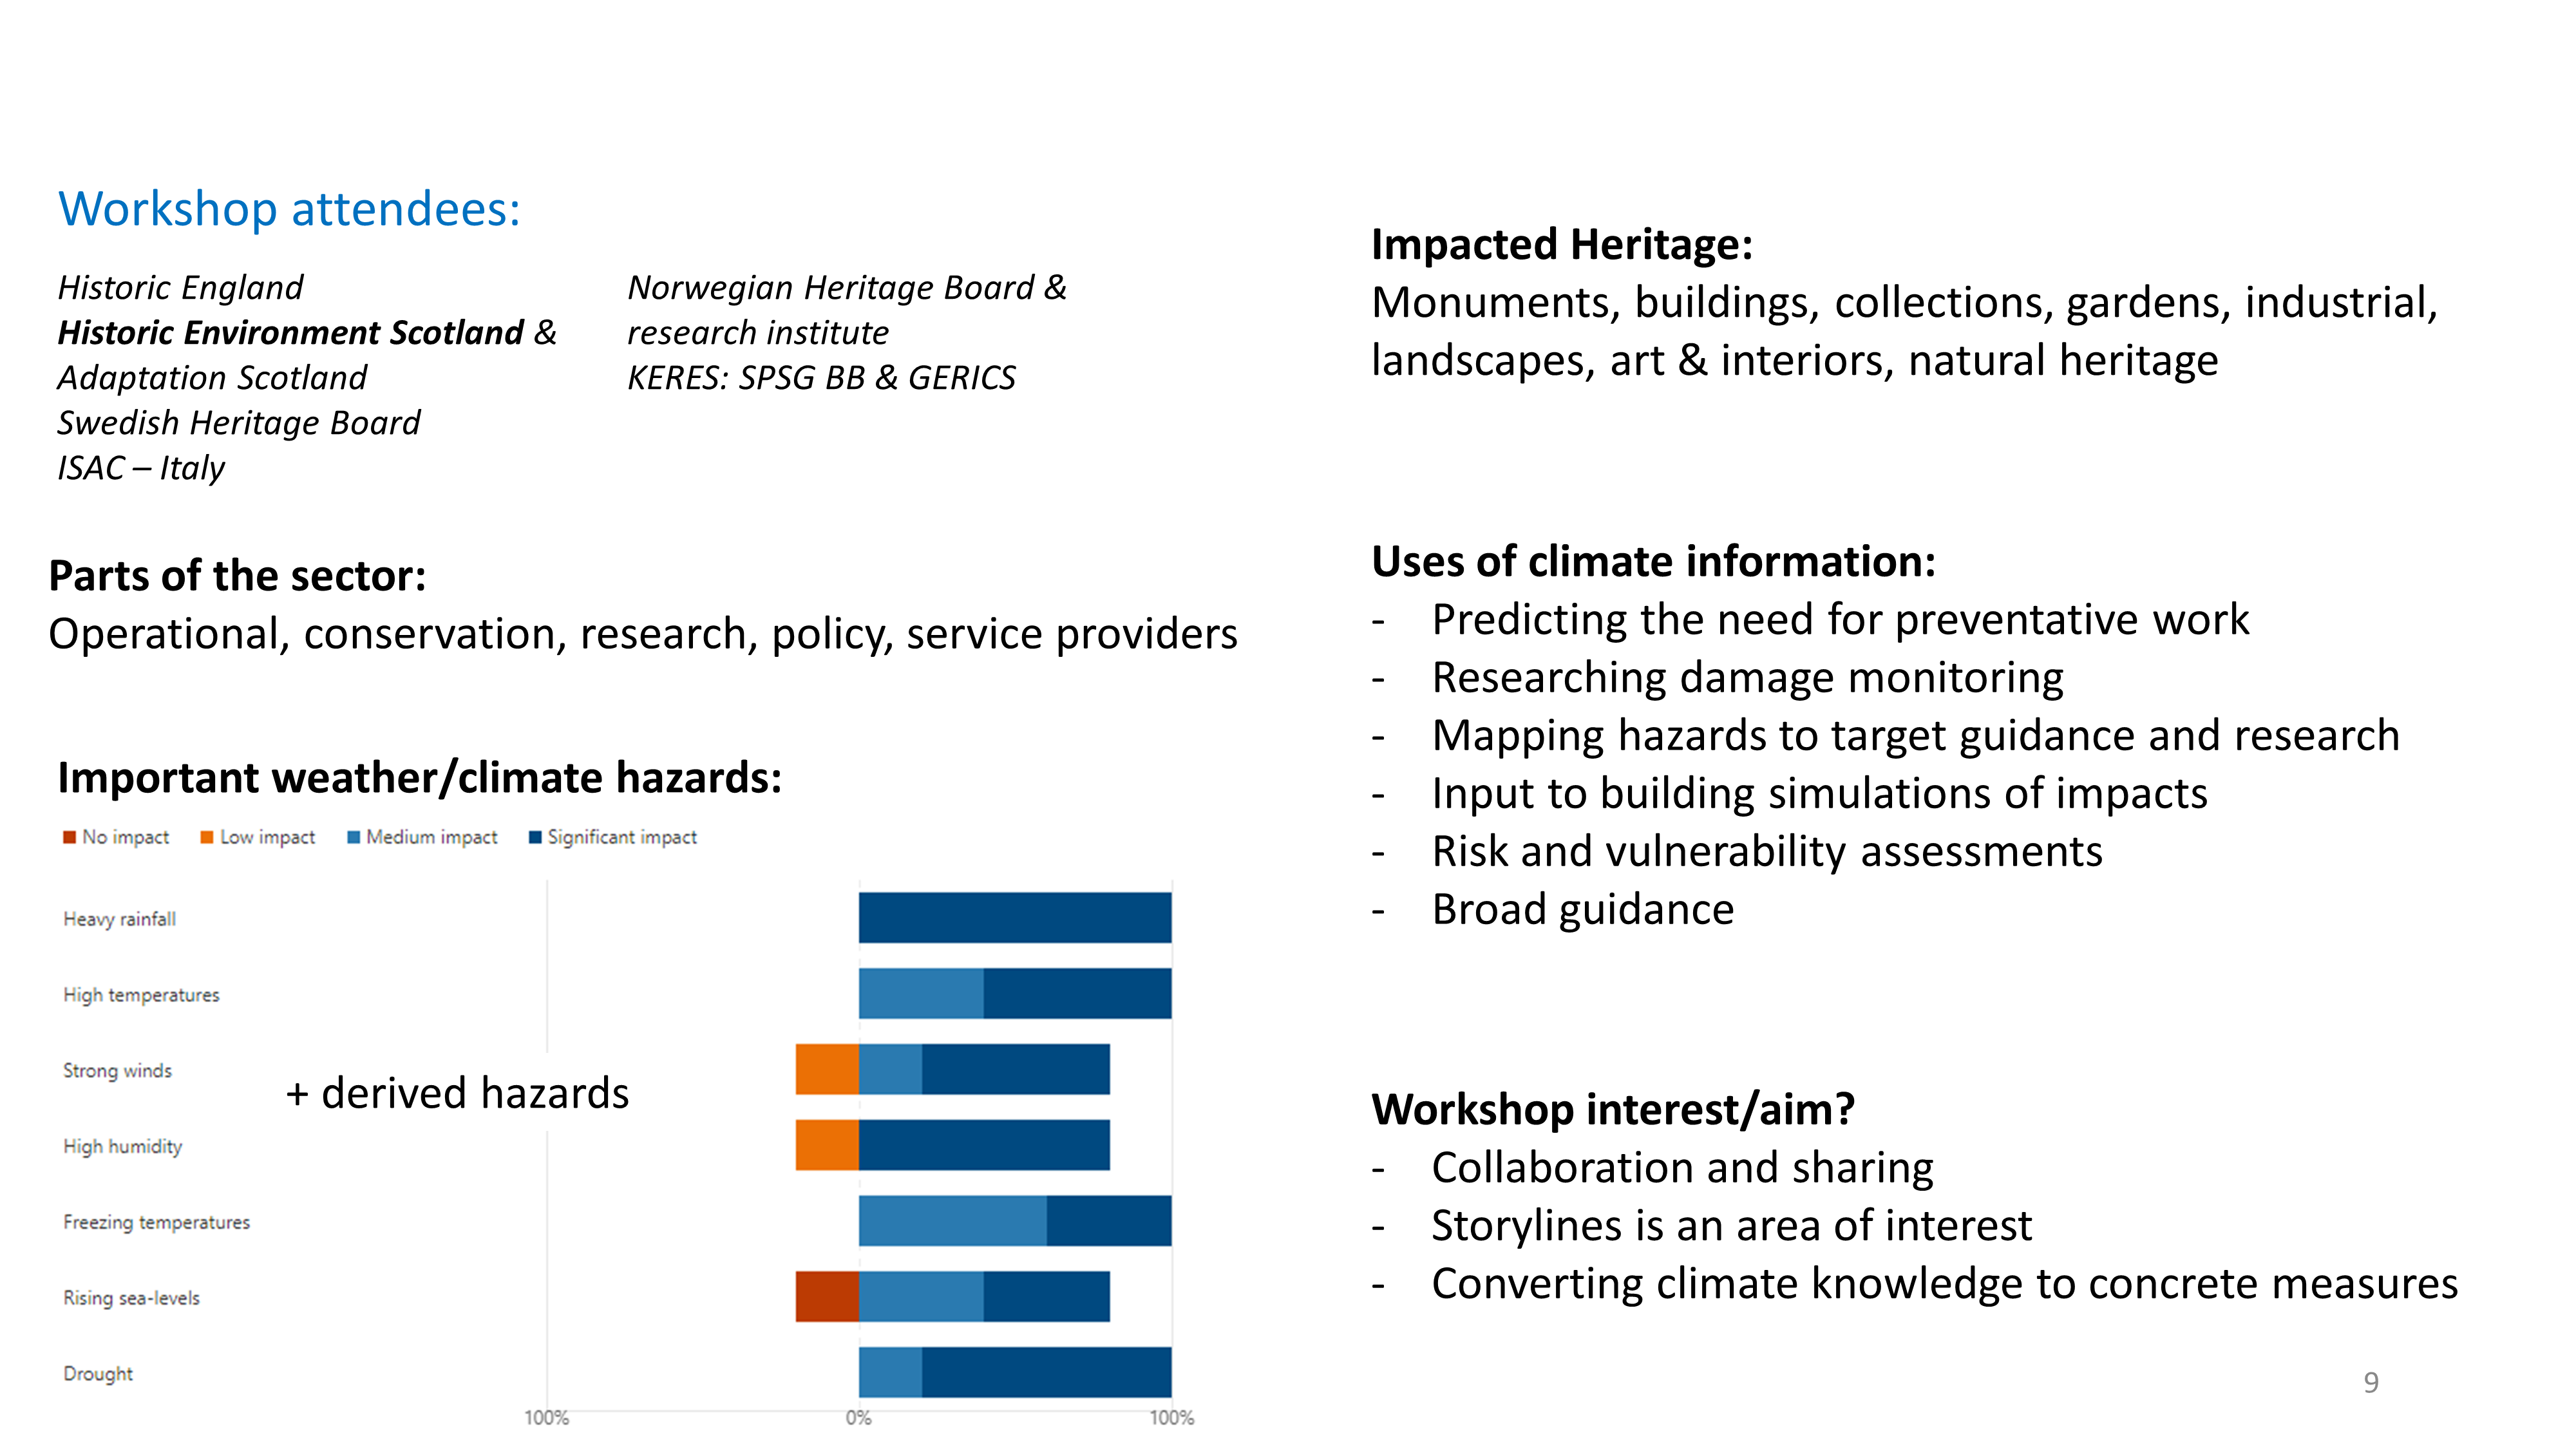 Workshop attendees:
Historic England
Historic Environment Scotland &
Adaptation Scotland
Swedish Heritage Board
ISAC – Italy
Norwegian Heritage Board &
research institute
KERES: SPSG BB & GERICS
Parts of the sector:
Operational, conservation, research, policy, service providers
Important weather/climate hazards:
No impact Low impact Medium impact Significant impact
Heavy rainfall
High temperatures
Strong winds
+ derived hazards
High humidity
Freezing temperatures
Rising sea-levels
Drought
100% 0% 100%
Impacted Heritage:
Monuments, buildings, collections, gardens, industrial,
landscapes, art & interiors, natural heritage
Uses of climate information:
- Predicting the need for preventative work
- Researching damage monitoring
- Mapping hazards to target guidance and research
- Input to building simulations of impacts
- Risk and vulnerability assessments
- Broad guidance
Workshop interest/aim?
- Collaboration and sharing
- Storylines is an area of interest
- Converting climate knowledge to concrete measures
9